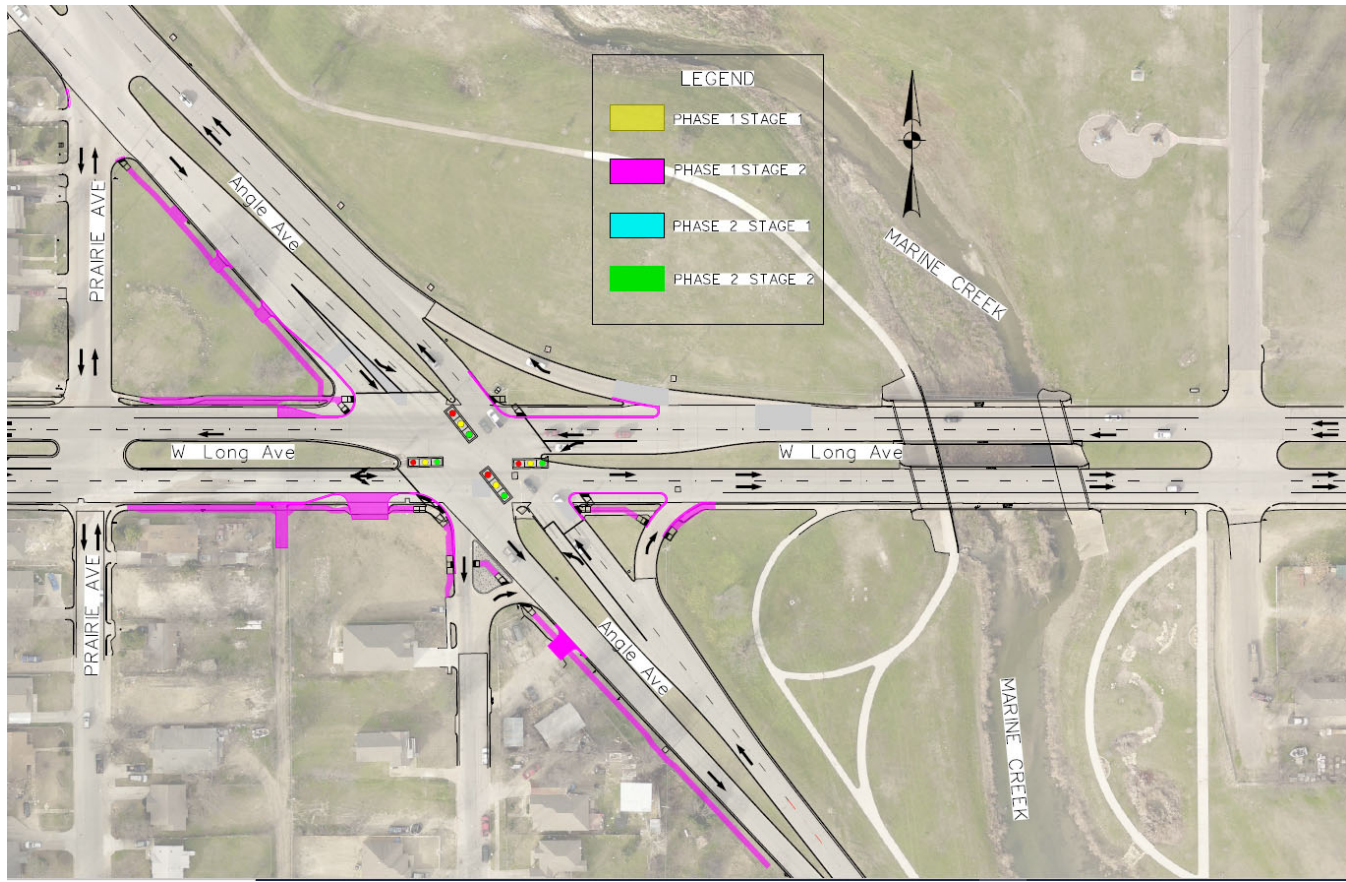 LEGEND
PHASE 1 STAGE 1
PHASE 1 STAGE 2
PHASE 2 STAGE 1
PHASE 2 STAGE 2
Angle Ave
PRAIRIE AVE
MARINE CREEK
W Long Ave
W Long Ave
PRAIRIE AVE
Angle Ave
MARINE CREEK